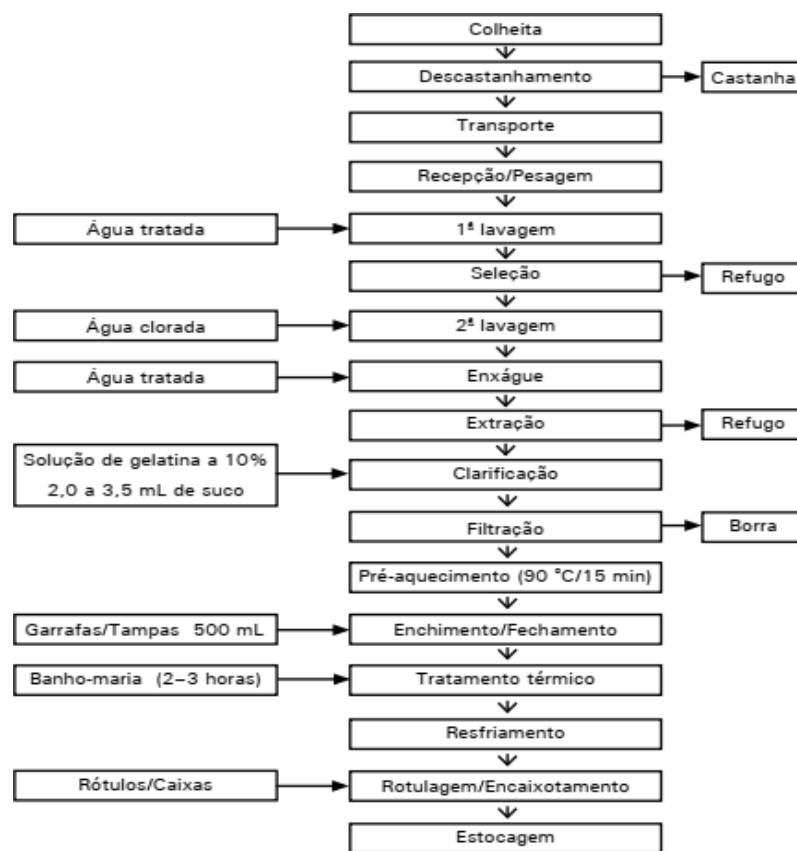 Colheita
Descastanhamento
Castanha
Transporte
Recepção/Pesagem
Água tratada
1ª lavagem
Seleção
Refugo
Água clorada
2ª lavagem
Água tratada
Enxágue
Extração
Refugo
Solução de gelatina a 10%
2,0 a 3,5 mL de suco
Clarificação
Filtração
Borra
Pré-aquecimento (90 °C/15 min)
Garrafas/Tampas 500 mL
Enchimento/Fechamento
Banho-maria (2–3 horas)
Tratamento térmico
Resfriamento
Rótulos/Caixas
Rotulagem/Encaixotamento
Estocagem